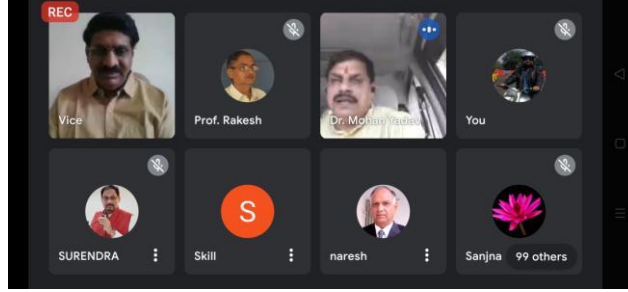 REC
Vice
Prof. Rakesh
Dr. Mohan Yadav
You
SURENDRA
S
Skill
naresh
Sanjna
99 others